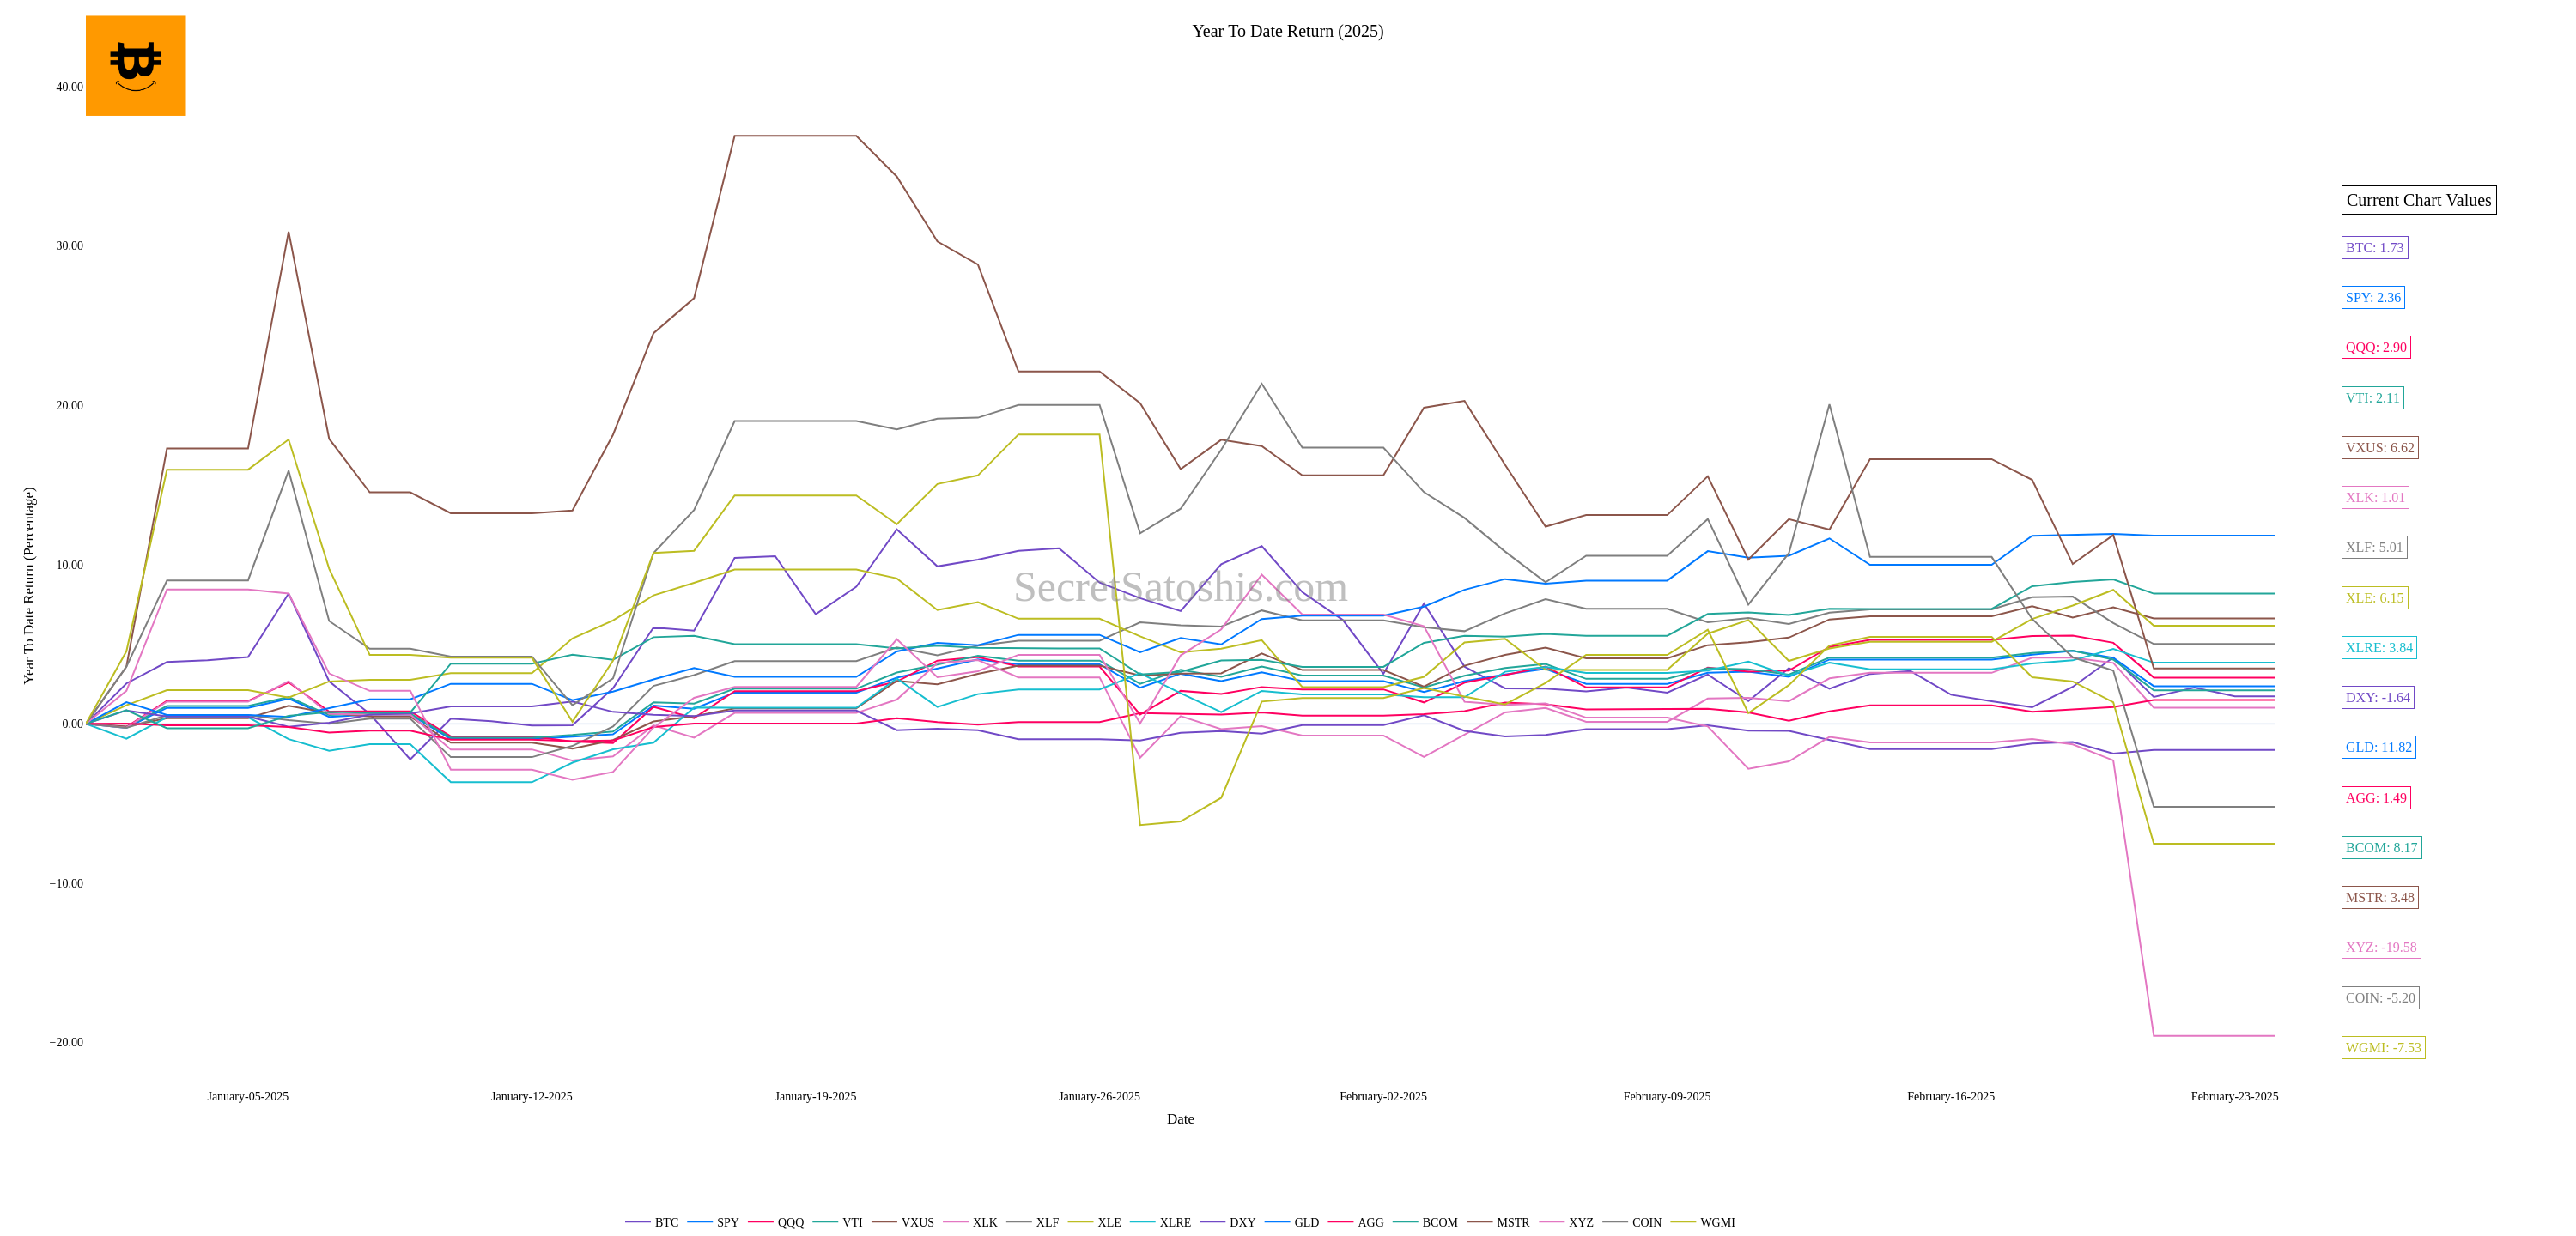 Year To Date Return (2025)
40.00
30.00
20.00
10.00
0.00
−10.00
−20.00
Year To Date Return (Percentage)
SecretSatoshis.com
Current Chart Values
BTC: 1.73
SPY: 2.36
QQQ: 2.90
VTI: 2.11
VXUS: 6.62
XLK: 1.01
XLF: 5.01
XLE: 6.15
XLRE: 3.84
DXY: -1.64
GLD: 11.82
AGG: 1.49
BCOM: 8.17
MSTR: 3.48
XYZ: -19.58
COIN: -5.20
WGMI: -7.53
January-05-2025 January-12-2025 January-19-2025 January-26-2025 February-02-2025 February-09-2025 February-16-2025 February-23-2025
Date
BTC SPY QQQ VTI VXUS XLK XLF XLE XLRE DXY GLD AGG BCOM MSTR XYZ COIN WGMI